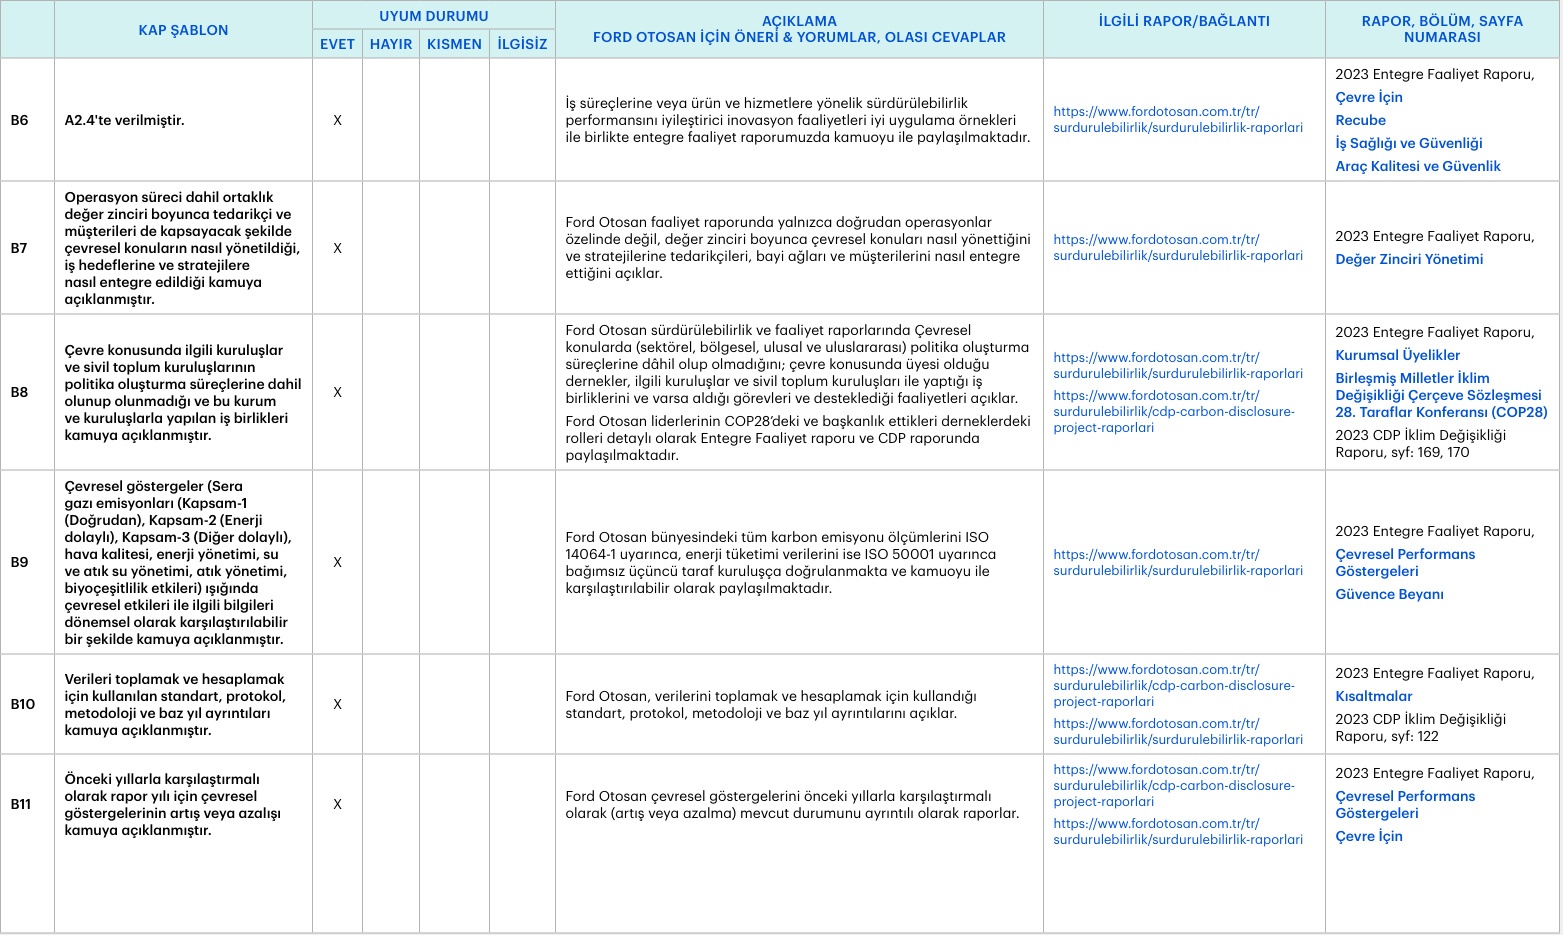 KAP ŞABLON
UYUM DURUMU
EVET
HAYIR
KISMEN
İLGİSİZ
AÇIKLAMA
FORD OTOSAN İÇİN ÖNERİ & YORUMLAR, OLASI CEVAPLAR
İLGİLİ RAPOR/BAĞLANTI
RAPOR, BÖLÜM, SAYFA
NUMARASI
B6
A2.4'te verilmiştir.
X
İş süreçlerine veya ürün ve hizmetlere yönelik sürdürülebilirlik
performansını iyileştirici inovasyon faaliyetleri iyi uygulama örnekleri
ile birlikte entegre faaliyet raporumuzda kamuoyu ile paylaşılmaktadır.
https://www.fordotosan.com.tr/tr/
surdurulebilirlik/surdurulebilirlik-raporlari
2023 Entegre Faaliyet Raporu,
Çevre İçin
Recube
İş Sağlığı ve Güvenliği
Araç Kalitesi ve Güvenlik
B7
Operasyon süreci dahil ortaklık
değer zinciri boyunca tedarikçi ve
müşterileri de kapsayacak şekilde
çevresel konuların nasıl yönetildiği,
iş hedeflerine ve stratejilere
nasıl entegre edildiği kamuya
açıklanmıştır.
X
Ford Otosan faaliyet raporunda yalnızca doğrudan operasyonlar
özelinde değil, değer zinciri boyunca çevresel konuları nasıl yönettiğini
ve stratejilerine tedarikçileri, bayi ağları ve müşterilerini nasıl entegre
ettiğini açıklar.
https://www.fordotosan.com.tr/tr/
surdurulebilirlik/surdurulebilirlik-raporlari
2023 Entegre Faaliyet Raporu,
Değer Zinciri Yönetimi
B8
Çevre konusunda ilgili kuruluşlar
ve sivil toplum kuruluşlarının
politika oluşturma süreçlerine dahil
olunup olunmadığı ve bu kurum
ve kuruluşlarla yapılan iş birlikleri
kamuya açıklanmıştır.
X
Ford Otosan sürdürülebilirlik ve faaliyet raporlarında Çevresel
konularda (sektörel, bölgesel, ulusal ve uluslararası) politika oluşturma
süreçlerine dâhil olup olmadığını; çevre konusunda üyesi olduğu
dernekler, ilgili kuruluşlar ve sivil toplum kuruluşları ile yaptığı iş
birliklerini ve varsa aldığı görevleri ve desteklediği faaliyetleri açıklar.
Ford Otosan liderlerinin COP28'deki ve başkanlık ettikleri derneklerdeki
rolleri detaylı olarak Entegre Faaliyet raporu ve CDP raporunda
paylaşılmaktadır.
https://www.fordotosan.com.tr/tr/
surdurulebilirlik/surdurulebilirlik-raporlari
https://www.fordotosan.com.tr/tr/
surdurulebilirlik/cdp-carbon-disclosure-
project-raporlari
2023 Entegre Faaliyet Raporu,
Kurumsal Üyelikler
Birleşmiş Milletler İklim
Değişikliği Çerçeve Sözleşmesi
28. Taraflar Konferansı (COP28)
2023 CDP İklim Değişikliği
Raporu, syf: 169, 170
B9
Çevresel göstergeler (Sera
gazı emisyonları (Kapsam-1
(Doğrudan), Kapsam-2 (Enerji
dolaylı), Kapsam-3 (Diğer dolaylı),
hava kalitesi, enerji yönetimi, su
ve atık su yönetimi, atık yönetimi,
biyoçeşitlilik etkileri) ışığında
çevresel etkileri ile ilgili bilgileri
dönemsel olarak karşılaştırılabilir
bir şekilde kamuya açıklanmıştır.
X
Ford Otosan bünyesindeki tüm karbon emisyonu ölçümlerini ISO
14064-1 uyarınca, enerji tüketimi verilerini ise ISO 50001 uyarınca
bağımsız üçüncü taraf kuruluşça doğrulanmakta ve kamuoyu ile
karşılaştırılabilir olarak paylaşılmaktadır.
https://www.fordotosan.com.tr/tr/
surdurulebilirlik/surdurulebilirlik-raporlari
2023 Entegre Faaliyet Raporu,
Çevresel Performans
Göstergeleri
Güvence Beyanı
B10
Verileri toplamak ve hesaplamak
için kullanılan standart, protokol,
metodoloji ve baz yıl ayrıntıları
kamuya açıklanmıştır.
X
Ford Otosan, verilerini toplamak ve hesaplamak için kullandığı
standart, protokol, metodoloji ve baz yıl ayrıntılarını açıklar.
https://www.fordotosan.com.tr/tr/
surdurulebilirlik/cdp-carbon-disclosure-
project-raporlari
https://www.fordotosan.com.tr/tr/
surdurulebilirlik/surdurulebilirlik-raporlari
2023 Entegre Faaliyet Raporu,
Kısaltmalar
2023 CDP İklim Değişikliği
Raporu, syf: 122
B11
Önceki yıllarla karşılaştırmalı
olarak rapor yılı için çevresel
göstergelerinin artış veya azalışı
kamuya açıklanmıştır.
X
Ford Otosan çevresel göstergelerini önceki yıllarla karşılaştırmalı
olarak (artış veya azalma) mevcut durumunu ayrıntılı olarak raporlar.
https://www.fordotosan.com.tr/tr/
surdurulebilirlik/cdp-carbon-disclosure-
project-raporlari
https://www.fordotosan.com.tr/tr/
surdurulebilirlik/surdurulebilirlik-raporlari
2023 Entegre Faaliyet Raporu,
Çevresel Performans
Göstergeleri
Çevre İçin